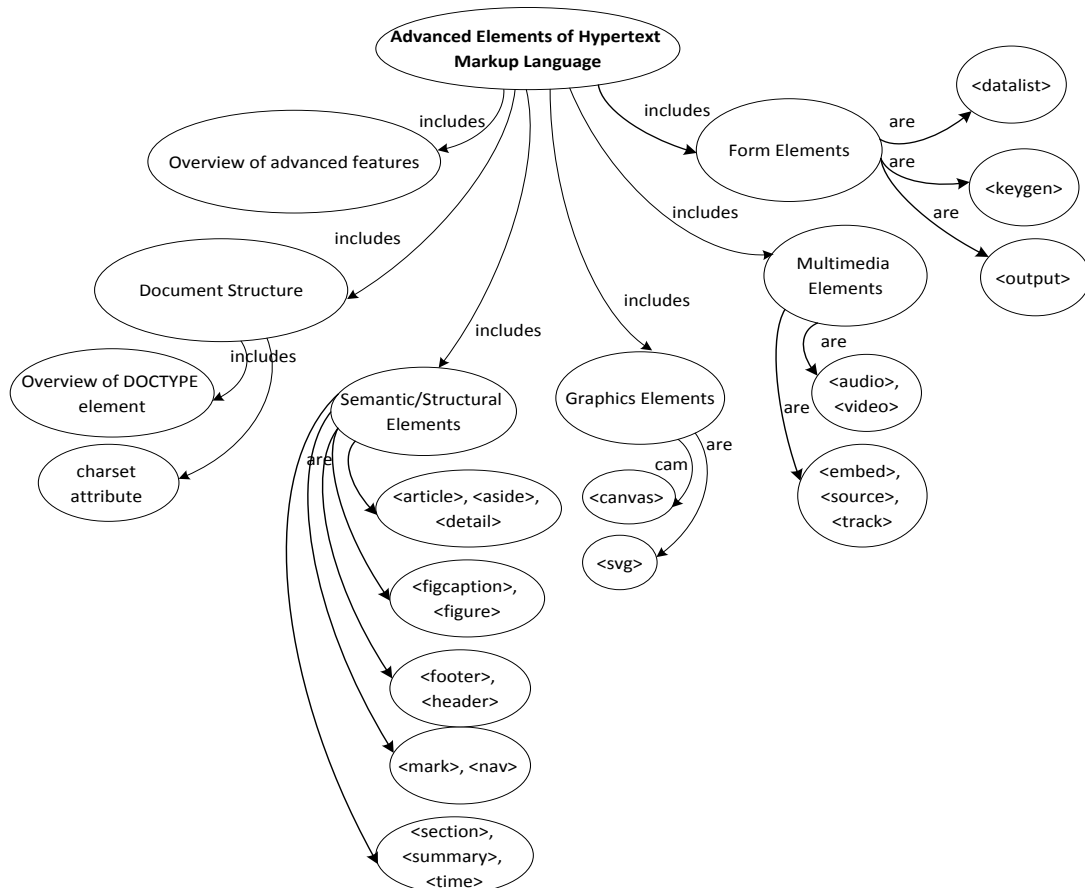 Advanced Elements of Hypertext
Markup Language
includes
Overview of advanced features
includes
Form Elements
are
<datalist>
are
<keygen>
are
<output>
includes
Document Structure
includes
Overview of DOCTYPE
element
charset
attribute
includes
Multimedia
Elements
are
<audio>,
<video>
are
<embed>,
<source>,
<track>
includes
Semantic/Structural
Elements
are
<article>, <aside>,
<detail>
<figcaption>,
<figure>
<footer>,
<header>
<mark>, <nav>
<section>,
<summary>,
<time>
includes
Graphics Elements
cam
<canvas>
are
<svg>